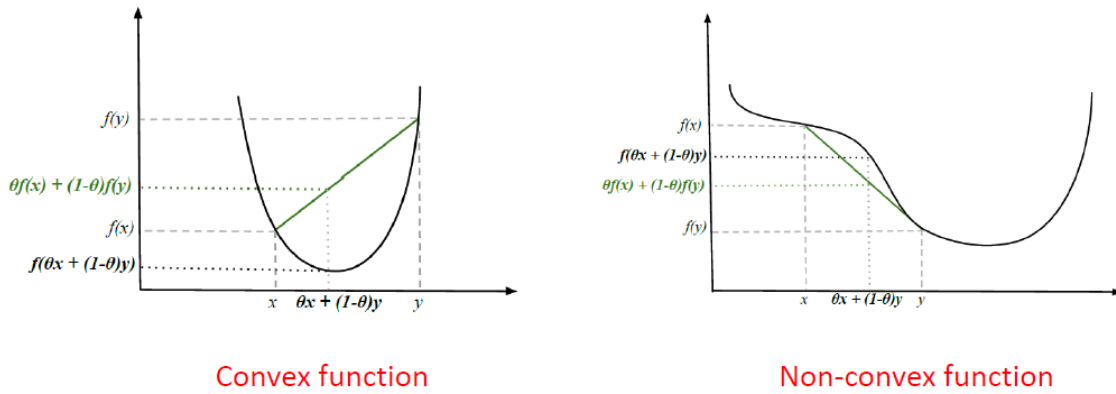 f(y)
θf(x) + (1-θ)f(y)
f(x)
f(θx + (1-θ)y)
x θx + (1-θ)y y
Convex function
f(x)
f(θx + (1-θ)y)
θf(x) + (1-θ)f(y)
f(y)
x θx + (1-θ)y y
Non-convex function